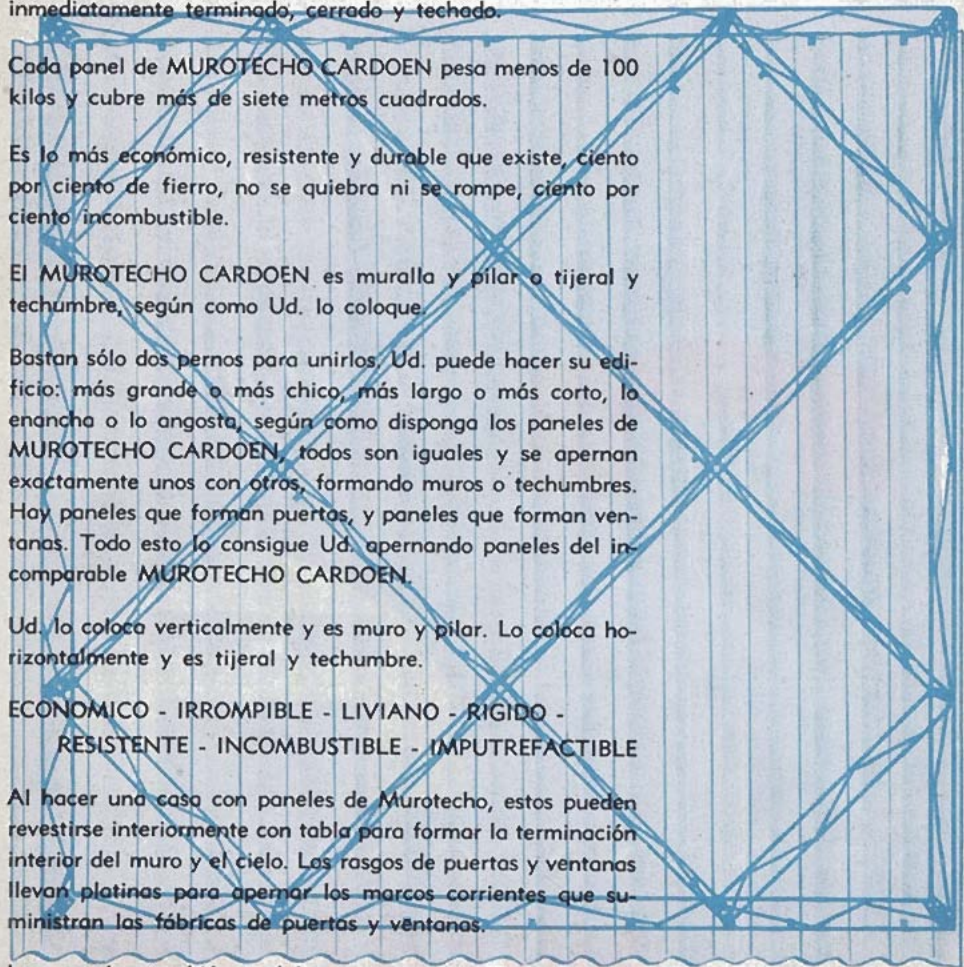 inmediatamente terminado, cerrado y techado.
Cada panel de MUROTECHO CARDOEN pesa menos de 100
kilos y cubre más de siete metros cuadrados.
Es lo más económico, resistente y durable que existe, ciento
por ciento de fierro, no se quiebra ni se rompe, ciento por
ciento incombustible.
El MUROTECHO CARDOEN es muralla y pilar o tijeral y
techumbre, según como Ud. lo coloque.
Bastan sólo dos pernos para unirlos, Ud. puede hacer su edi-
ficio: más grande o más chico, más largo o más corto, lo
enancha o lo angosta, según como disponga los paneles de
MUROTECHO CARDOEN, todos son iguales y se apernan
exactamente unos con otros, formando muros o techumbres.
Hay paneles que forman puertas, y paneles que forman ven-
tanas. Todo esto lo consigue Ud. apernando paneles del in-
comparable MUROTECHO CARDOEN.
Ud. lo coloca verticalmente y es muro y pilar. Lo coloca ho-
rizontalmente y es tijeral y techumbre.
ECONOMICO - IRROMPIBLE - LIVIANO - RIGIDO -
RESISTENTE - INCOMBUSTIBLE - IMPUTREFACTIBLE
Al hacer una casa con paneles de Murotecho, estos pueden
revestirse interiormente con tabla para formar la terminación
interior del muro y el cielo. Los rasgos de puertas y ventanas
llevan platinas para apernar los marcos corrientes que su-
ministran las fábricas de puertas y ventanas.